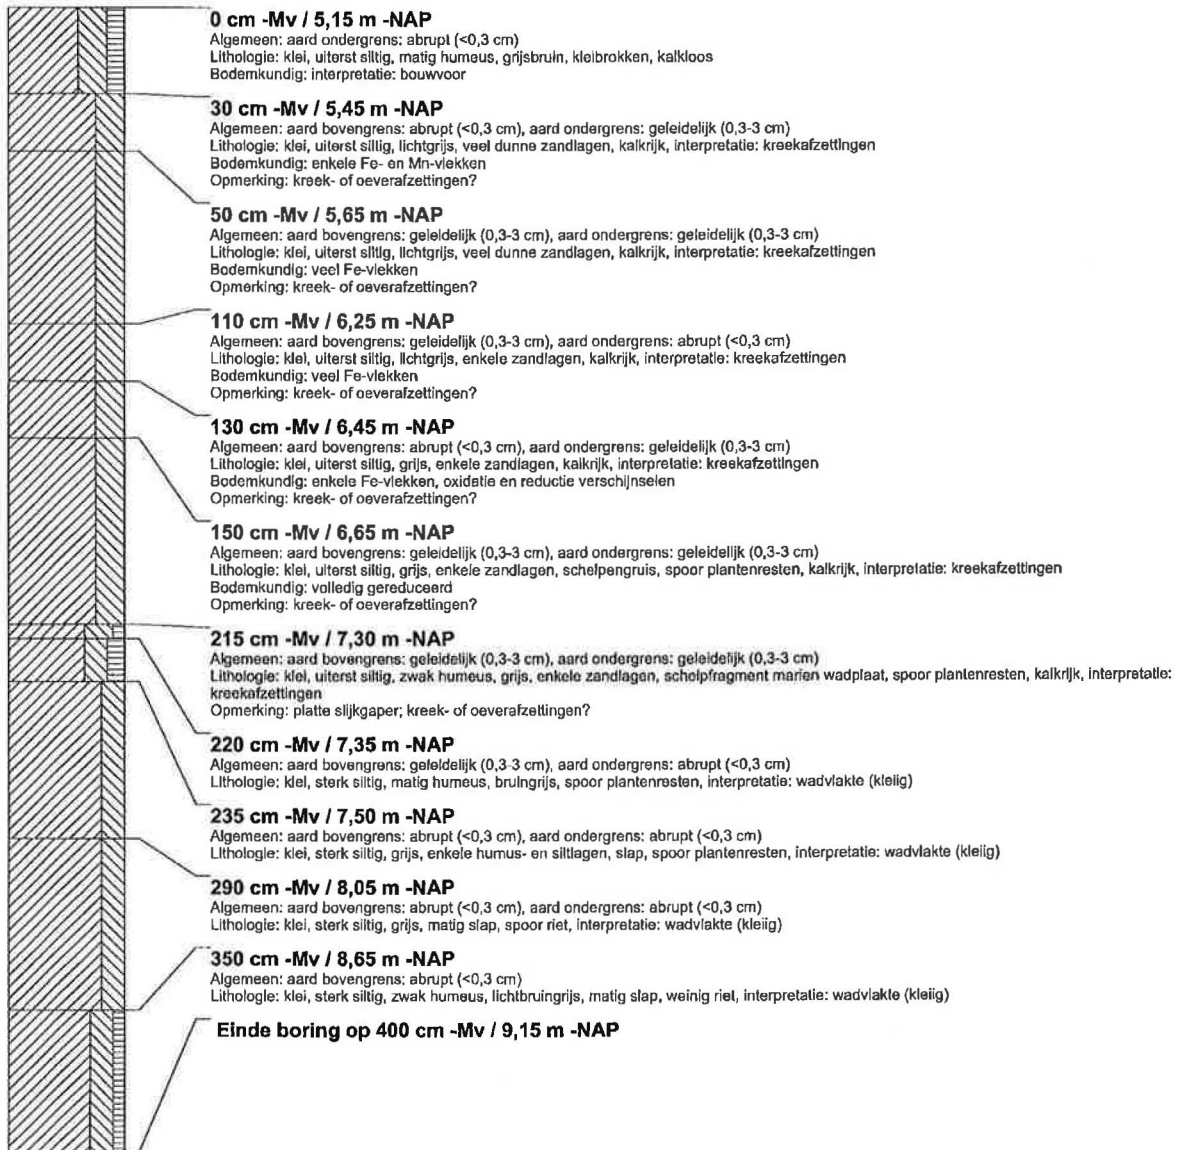 0 cm -Mv / 5,15 m -NAP
Algemeen: aard ondergrens: abrupt (<0,3 cm)
Lithologie: klei, uiterst siltig, matig humeus, grijsbruin, kleibrokken, kalkloos
Bodemkundig: interpretatie: bouwvoor
30 cm -Mv / 5,45 m -NAP
Algemeen: aard bovengrens: abrupt (<0,3 cm), aard ondergrens: geleidelijk (0,3-3 cm)
Lithologie: klei, uiterst siltig, lichtgrijs, veel dunne zandlagen, kalkrijk, interpretatie: kreekafzettingen
Bodemkundig: enkele Fe- en Mn-vlekken
Opmerking: kreek- of oeverafzettingen?
50 cm -Mv / 5,65 m -NAP
Algemeen: aard bovengrens: geleidelijk (0,3-3 cm), aard ondergrens: geleidelijk (0,3-3 cm)
Lithologie: klei, uiterst siltig, lichtgrijs, veel dunne zandlagen, kalkrijk, interpretatie: kreekafzettingen
Bodemkundig: veel Fe-vlekken
Opmerking: kreek- of oeverafzettingen?
110 cm -Mv / 6,25 m -NAP
Algemeen: aard bovengrens: geleidelijk (0,3-3 cm), aard ondergrens: abrupt (<0,3 cm)
Lithologie: klei, uiterst siltig, lichtgrijs, enkele zandlagen, kalkrijk, interpretatie: kreekafzettingen
Bodemkundig: veel Fe-vlekken
Opmerking: kreek- of oeverafzettingen?
130 cm -Mv / 6,45 m -NAP
Algemeen: aard bovengrens: abrupt (<0,3 cm), aard ondergrens: geleidelijk (0,3-3 cm)
Lithologie: klei, uiterst siltig, grijs, enkele zandlagen, kalkrijk, interpretatie: kreekafzettingen
Bodemkundig: enkele Fe-vlekken, oxidatie en reductie verschijnselen
Opmerking: kreek- of oeverafzettingen?
150 cm -Mv / 6,65 m -NAP
Algemeen: aard bovengrens: geleidelijk (0,3-3 cm), aard ondergrens: geleidelijk (0,3-3 cm)
Lithologie: klei, uiterst siltig, grijs, enkele zandlagen, schelpengruis, spoor plantenresten, kalkrijk, interpretatie: kreekafzettingen
Bodemkundig: volledig gereduceerd
Opmerking: kreek- of oeverafzettingen?
215 cm -Mv / 7,30 m -NAP
Algemeen: aard bovengrens: geleidelijk (0,3-3 cm), aard ondergrens: geleidelijk (0,3-3 cm)
Lithologie: klei, uiterst siltig, zwak humeus, grijs, enkele zandlagen, schelpfragment marien wadplaat, spoor plantenresten, kalkrijk, interpretatie:
kreekafzettingen
Opmerking: platte slijkgaper; kreek- of oeverafzettingen?
220 cm -Mv / 7,35 m -NAP
Algemeen: aard bovengrens: geleidelijk (0,3-3 cm), aard ondergrens: abrupt (<0,3 cm)
Lithologie: klei, sterk siltig, matig humeus, bruingrijs, spoor plantenresten, interpretatie: wadvlakte (kleiig)
235 cm -Mv / 7,50 m -NAP
Algemeen: aard bovengrens: abrupt (<0,3 cm), aard ondergrens: abrupt (<0,3 cm)
Lithologie: klei, sterk siltig, grijs, enkele humus- en siltlagen, slap, spoor plantenresten, interpretatie: wadvlakte (kleiig)
290 cm -Mv / 8,05 m -NAP
Algemeen: aard bovengrens: abrupt (<0,3 cm), aard ondergrens: abrupt (<0,3 cm)
Lithologie: klei, sterk siltig, grijs, matig slap, spoor riet, interpretatie: wadvlakte (kleiig)
350 cm -Mv / 8,65 m -NAP
Algemeen: aard bovengrens: abrupt (<0,3 cm)
Lithologie: klei, sterk siltig, zwak humeus, lichtbruingrijs, matig slap, weinig riet, interpretatie: wadvlakte (kleiig)
Einde boring op 400 cm -Mv / 9,15 m -NAP